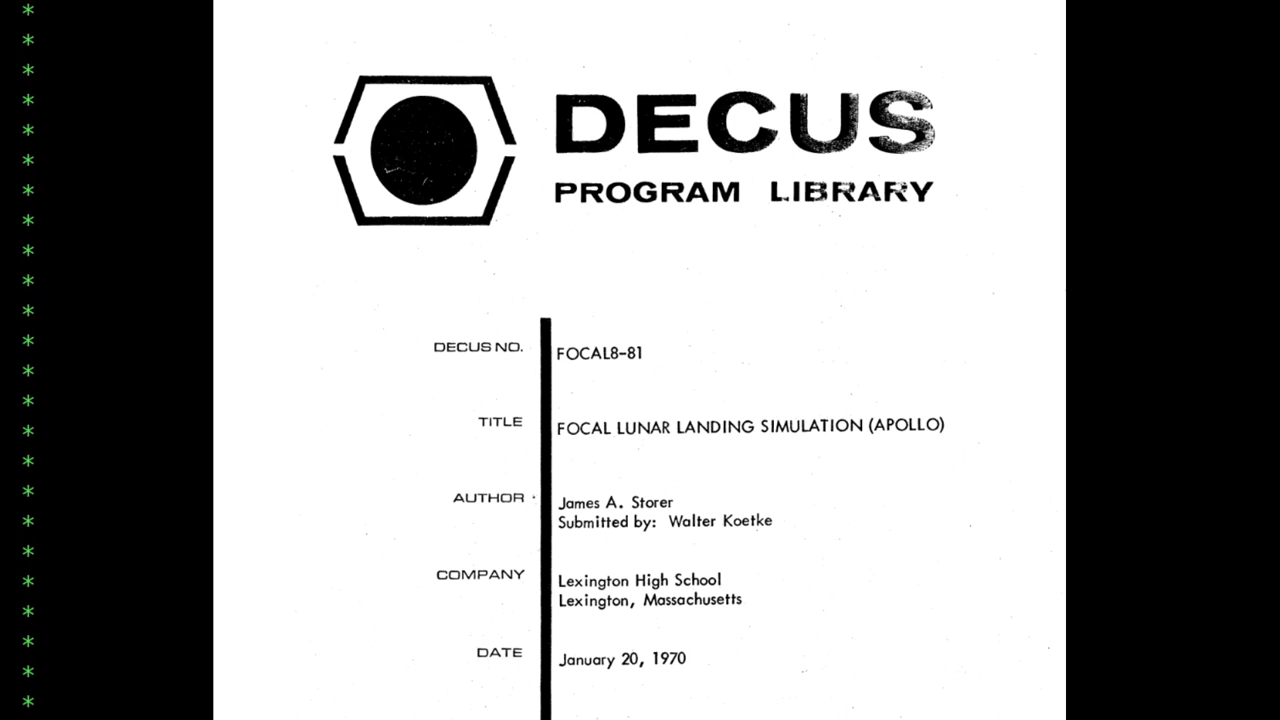 DECUS
PROGRAM LIBRARY
DECUS NO.
FOCAL8-81
TITLE
FOCAL LUNAR LANDING SIMULATION (APOLLO)
AUTHOR
James A. Storer
Submitted by: Walter Koetke
COMPANY
Lexington High School
Lexington, Massachusetts
DATE
January 20, 1970